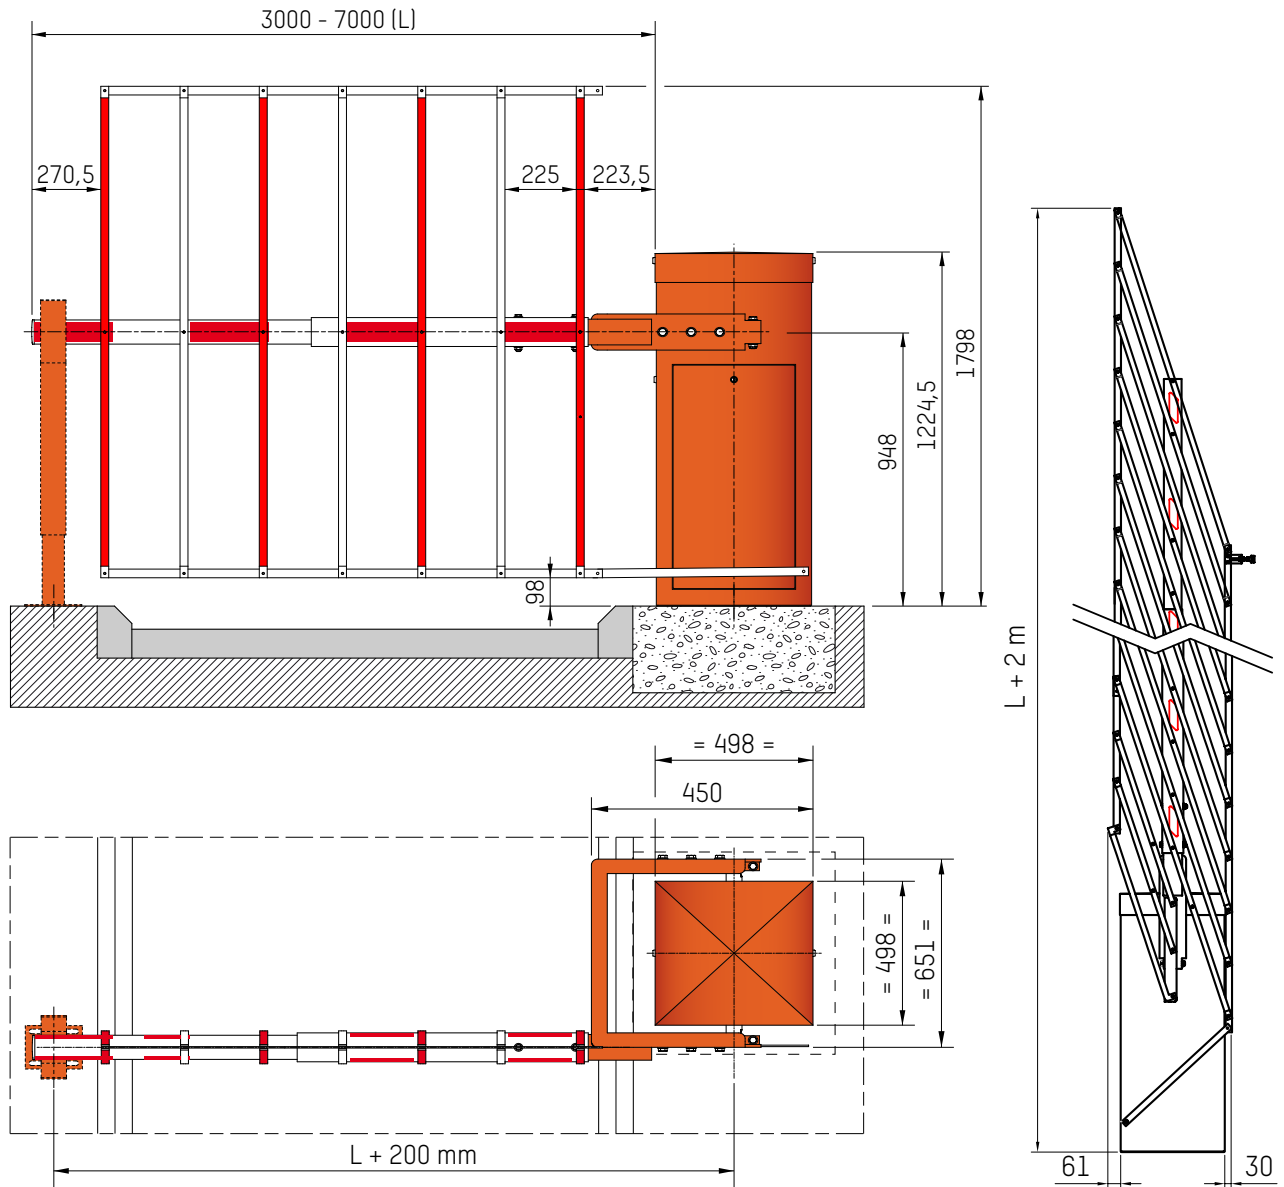 3000 - 7000 (L)
270,5
225
223,5
1798
1224,5
948
98
L + 2 m
= 498 =
450
= 498 =
= 651 =
L + 200 mm
61
30